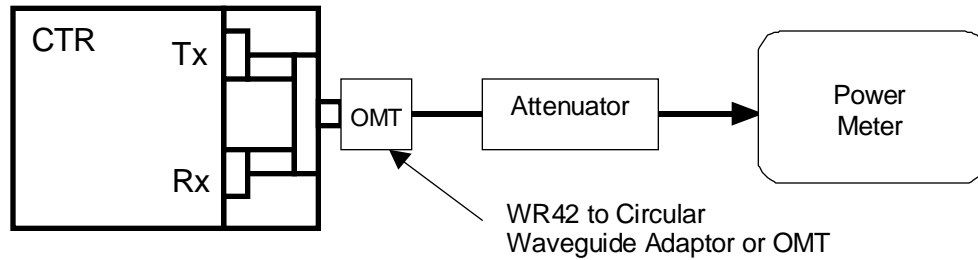 CTR
Tx
Rx
OMT
Attenuator
Power
Meter
WR42 to Circular
Waveguide Adaptor or OMT